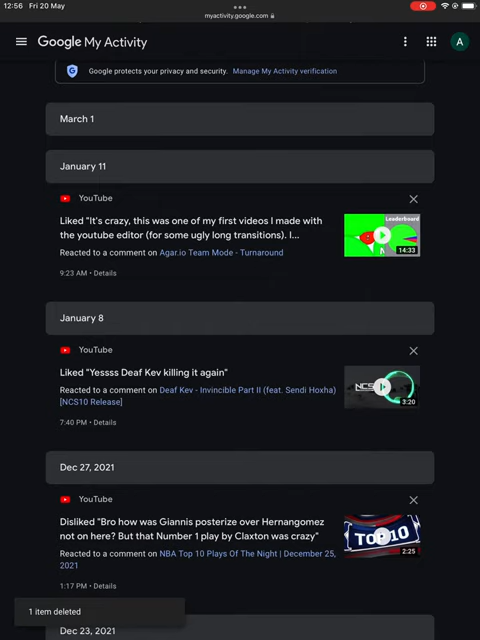 12:56 Fri 20 May
myactivity.google.com
Google My Activity
A
Google protects your privacy and security. Manage My Activity verification
March 1
January 11
YouTube
Liked "It's crazy, this was one of my first videos I made with
the youtube editor (for some ugly long transitions). I...
Reacted to a comment on Agar.io Team Mode - Turnaround
9:23 AM • Details
Leaderboard
14:33
January 8
YouTube
Liked "Yessss Deaf Kev killing it again"
Reacted to a comment on Deaf Kev - Invincible Part II (feat. Sendi Hoxha)
[NCS10 Release]
7:40 PM • Details
NCS
3:20
Dec 27, 2021
YouTube
Disliked "Bro how was Giannis posterize over Hernangomez
not on here? But that Number 1 play by Claxton was crazy"
Reacted to a comment on NBA Top 10 Plays Of The Night | December 25,
2021
1:17 PM • Details
TOP10
2:25
1 item deleted
Dec 23, 2021